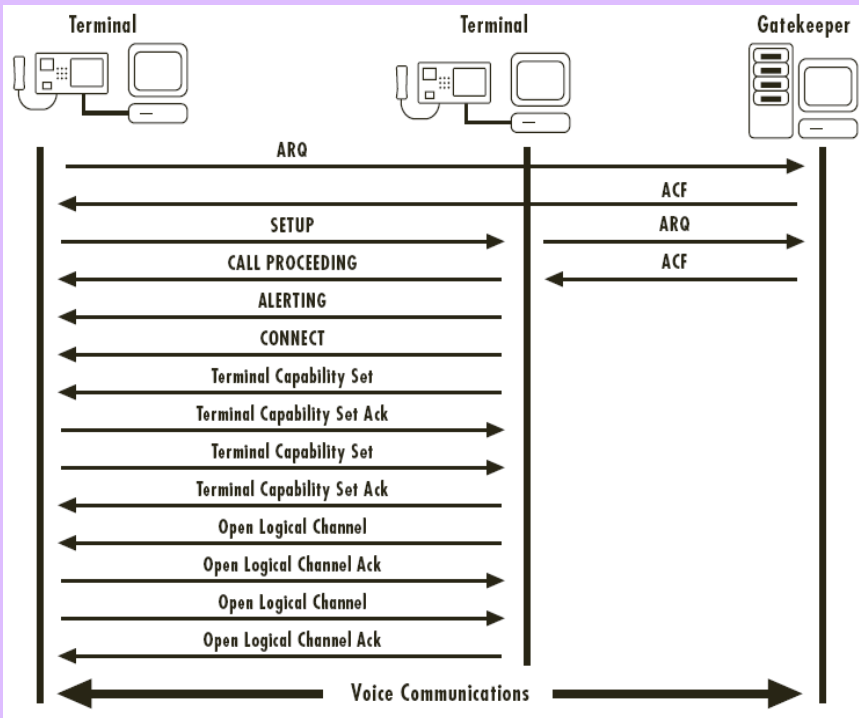 Terminal
Terminal
Gatekeeper
ARQ
ACF
SETUP
ARQ
CALL PROCEEDING
ACF
ALERTING
CONNECT
Terminal Capability Set
Terminal Capability Set Ack
Terminal Capability Set
Terminal Capability Set Ack
Open Logical Channel
Open Logical Channel Ack
Open Logical Channel
Open Logical Channel Ack
Voice Communications